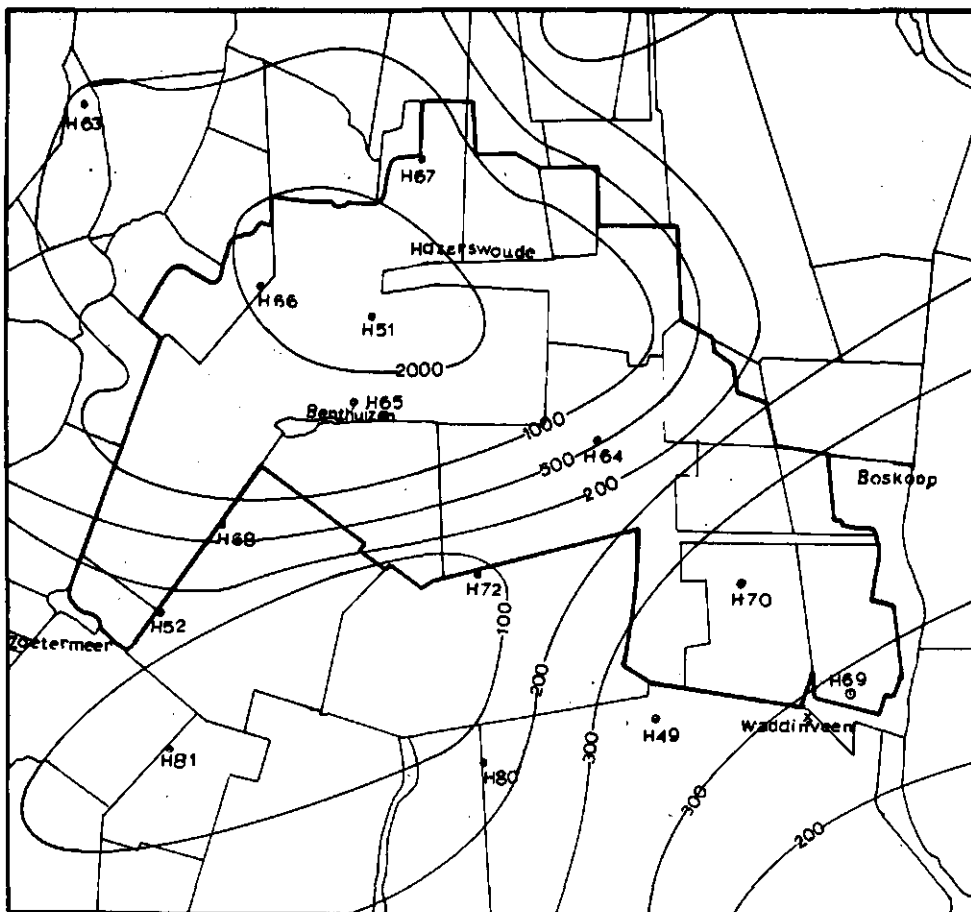 H63
H67
Hazerswoude
H66
H51
2000
H65
Benthuizen
1000
H64
500
200
Boskoop
H68
H72
H70
H52
100
Zoetermeer
200
H69
H49
Waddinveen
300
H81
H80
300
200